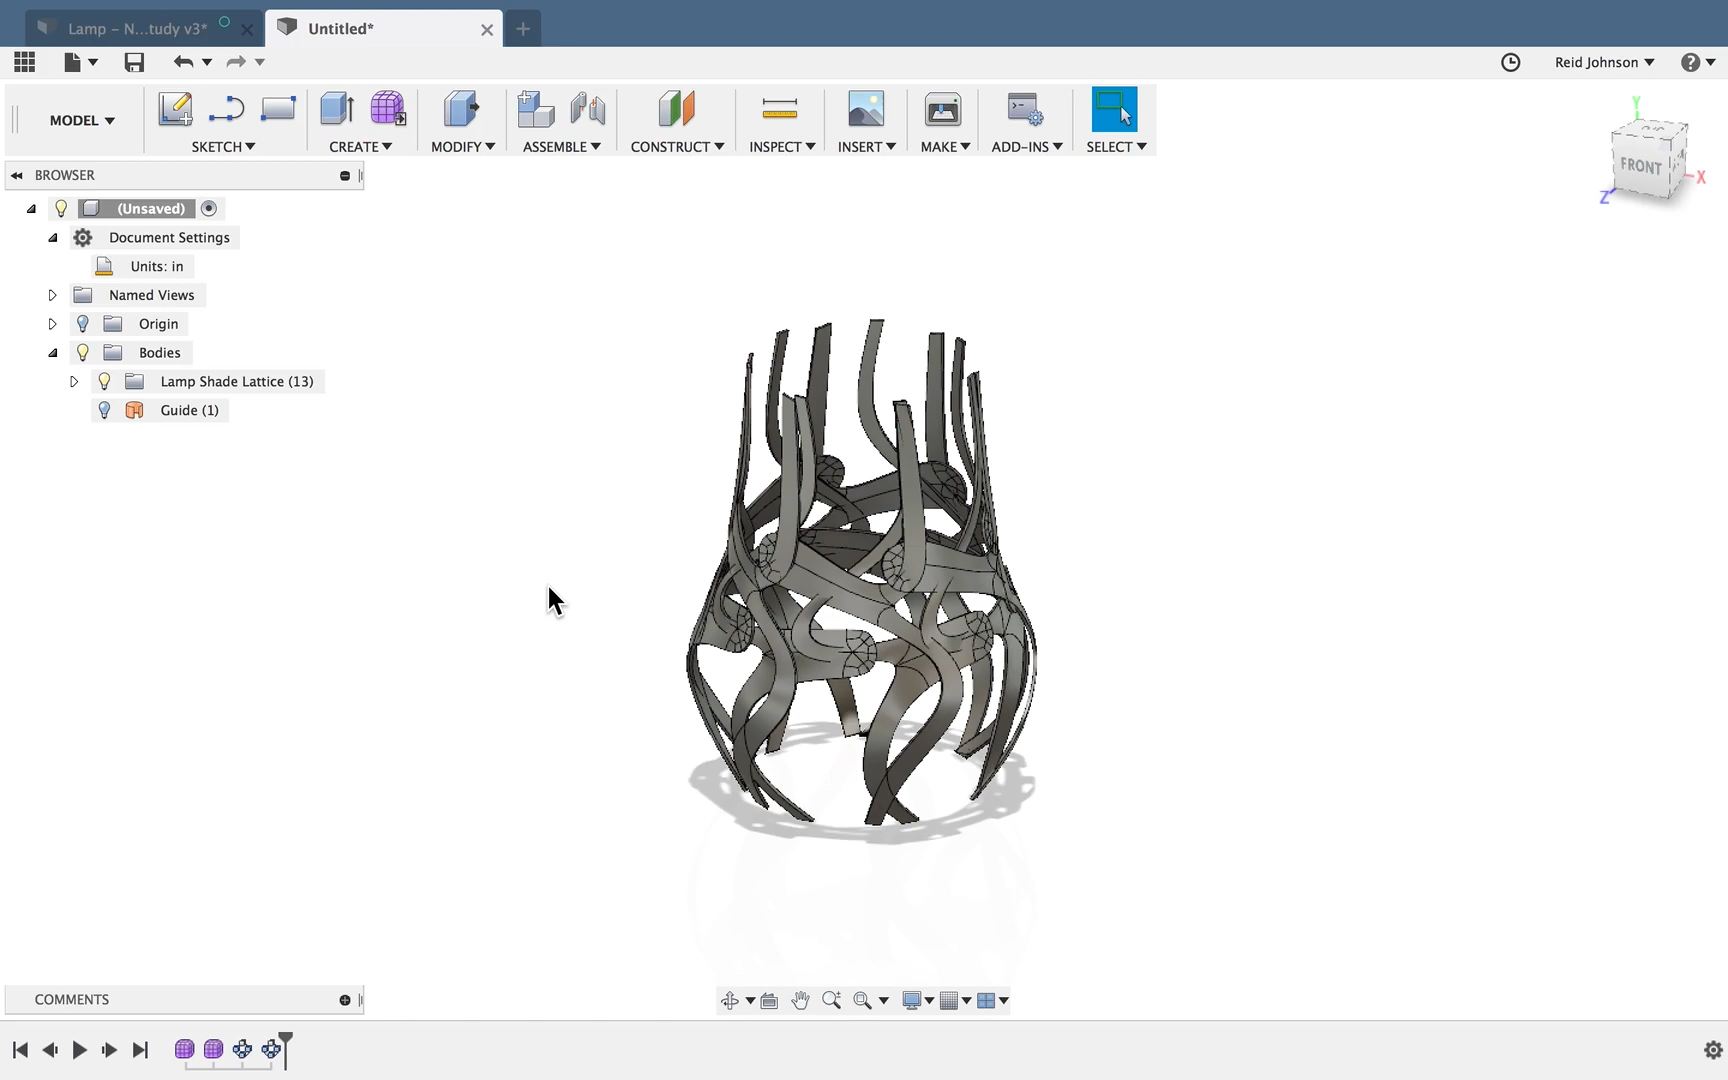 Lamp – N...tudy v3*
Untitled*
Reid Johnson
MODEL
SKETCH
CREATE
MODIFY
ASSEMBLE
CONSTRUCT
INSPECT
INSERT
MAKE
ADD-INS
SELECT
Y
FRONT
X
Z
BROWSER
(Unsaved)
Document Settings
Units: in
Named Views
Origin
Bodies
Lamp Shade Lattice (13)
Guide (1)
COMMENTS